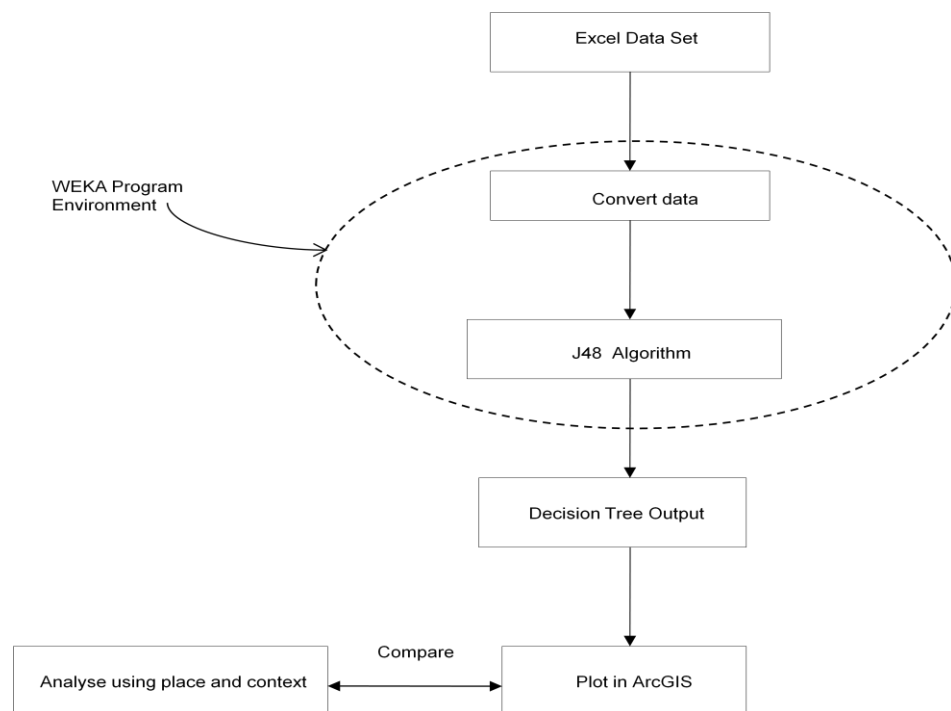 Excel Data Set
WEKA Program
Environment
Convert data
J48 Algorithm
Decision Tree Output
Compare
Analyse using place and context
Plot in ArcGIS